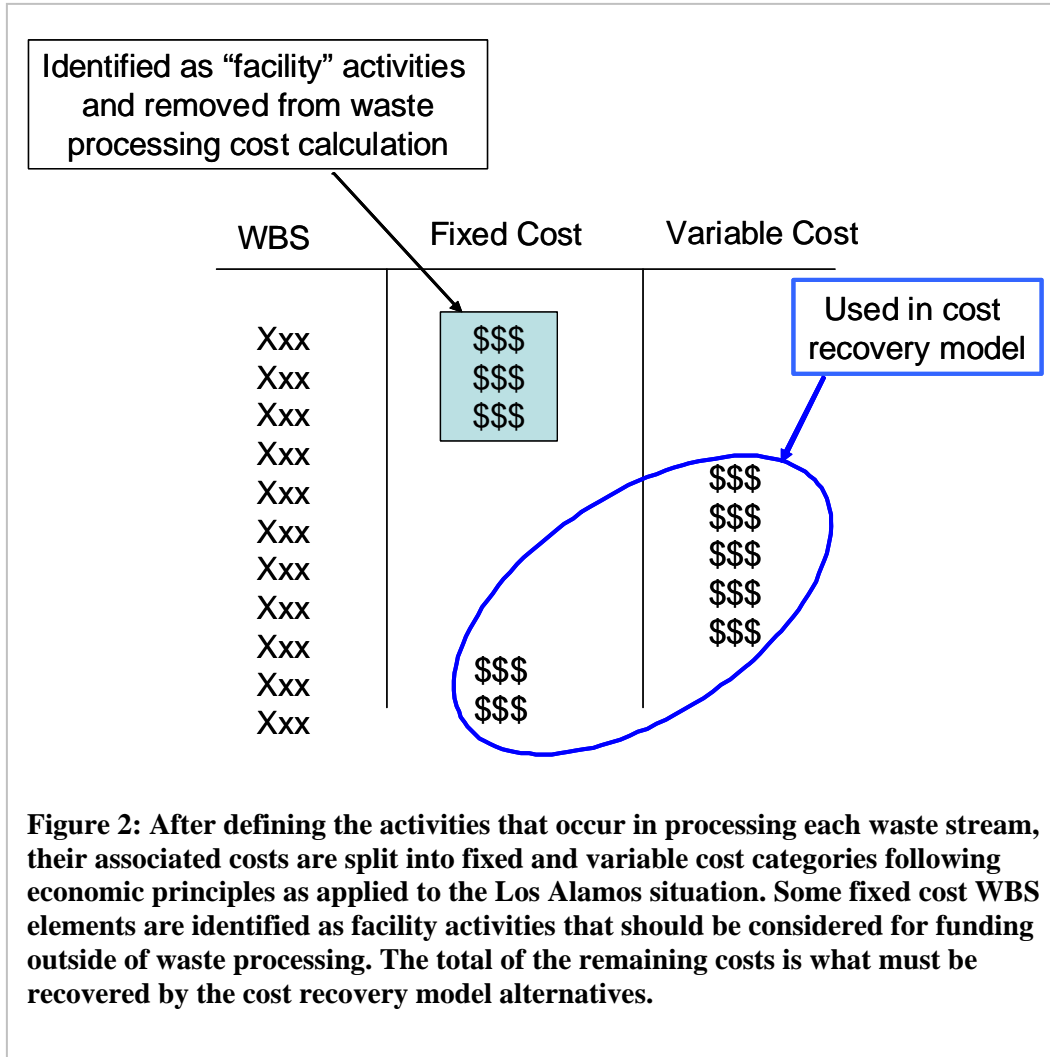 Identified as “facility” activities
and removed from waste
processing cost calculation
WBS Fixed Cost Variable Cost
Used in cost
recovery model
Xxx $$$
Xxx $$$
Xxx $$$
Xxx
Xxx $$$
Xxx $$$
Xxx $$$
Xxx $$$
Xxx $$$
Xxx $$$
Xxx $$$
Figure 2: After defining the activities that occur in processing each waste stream,
their associated costs are split into fixed and variable cost categories following
economic principles as applied to the Los Alamos situation. Some fixed cost WBS
elements are identified as facility activities that should be considered for funding
outside of waste processing. The total of the remaining costs is what must be
recovered by the cost recovery model alternatives.